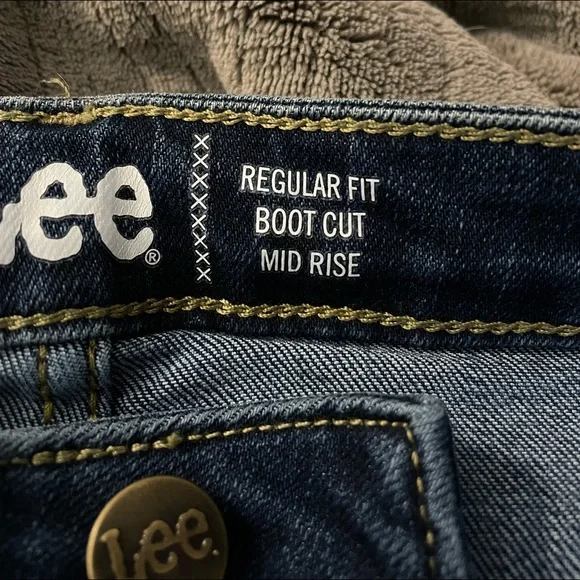 Lee®
REGULAR FIT
BOOT CUT
MID RISE
Lee.